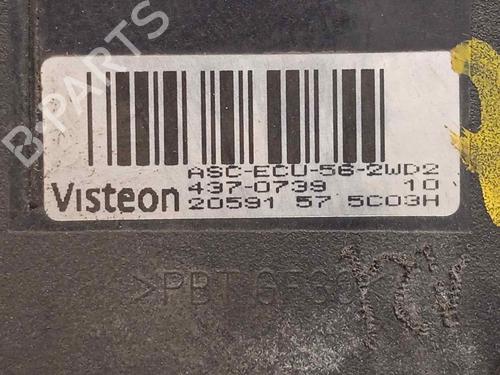 B-PARTS
ASC-ECU-56-2WD2
437-0739 10
Visteon
20591 57 5C03H
>PBT GF30<